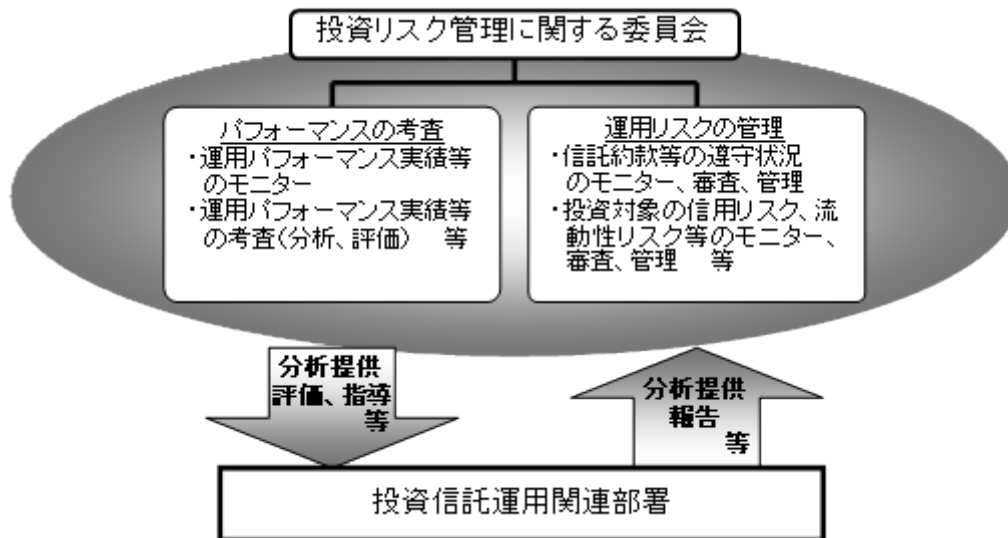 投資リスク管理に関する委員会
パフォーマンスの考査
・運用パフォーマンス実績等
のモニター
・運用パフォーマンス実績等
の考査(分析、評価) 等
運用リスクの管理
・信託約款等の遵守状況
のモニター、審査、管理
・投資対象の信用リスク、流
動性リスク等のモニター、
審査、管理 等
分析提供
評価、指導
等
分析提供
報告
等
投資信託運用関連部署